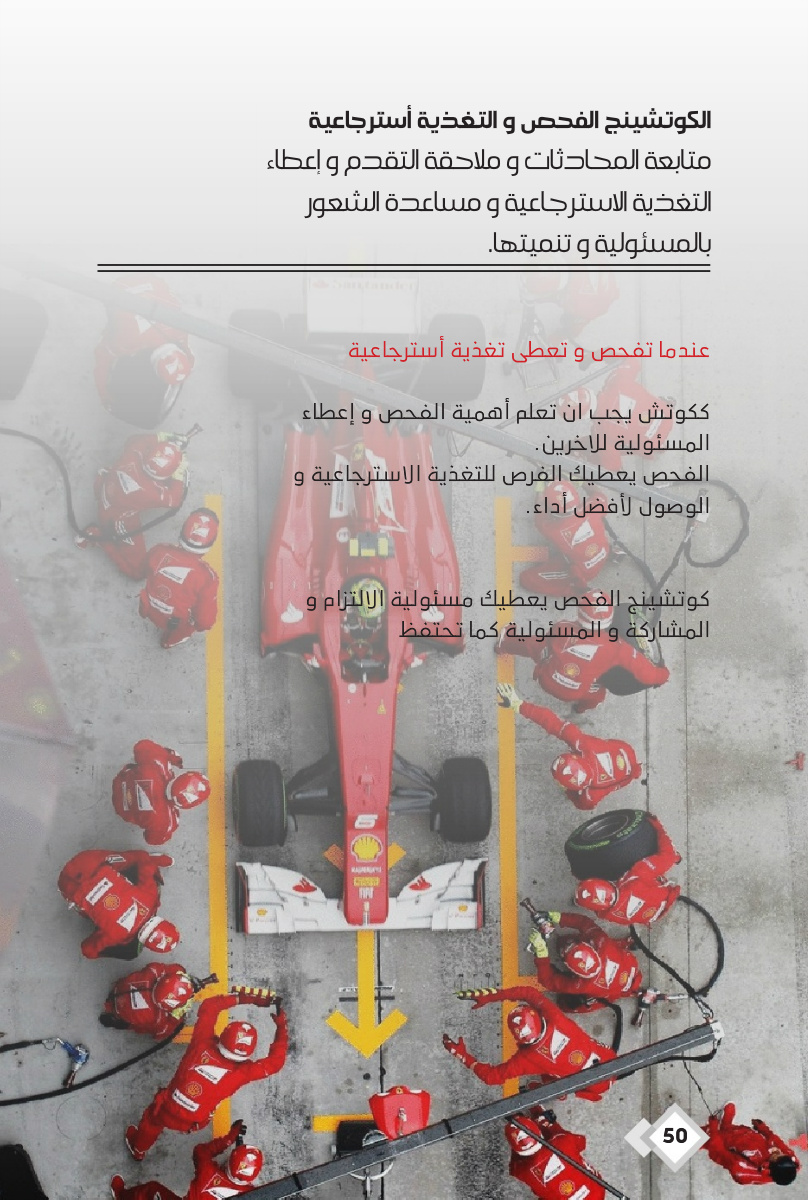 الكوتشينج الفحص و التغذية أسترجاعية
متابعة المحادثات و ملاحقة التقدم و إعطاء
التغذية الاسترجاعية و مساعدة الشعور
بالمسئولية و تنميتها.
عندما تفحص و تعطى تغذية أسترجاعية
ككوتش يجب ان تعلم أهمية الفحص و إعطاء
المسئولية للاخرين.
الفحص يعطيك الفرص للتغذية الاسترجاعية و
الوصول لأفضل أداء.
كوتشينج الفحص يعطيك مسئولية الالتزام و
المشاركة و المسئولية كما تحتفظ
50